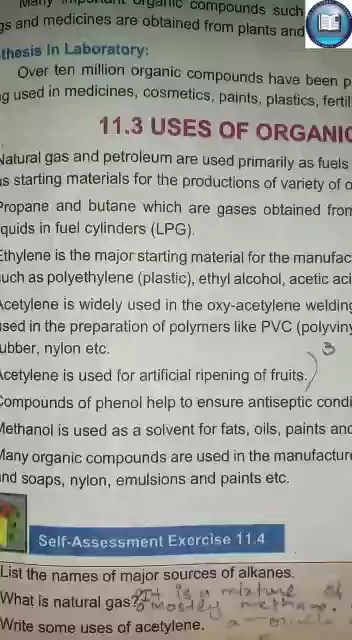 Many important organic compounds such
gs and medicines are obtained from plants and
thesis in Laboratory:
Over ten million organic compounds have been p
g used in medicines, cosmetics, paints, plastics, fertil
11.3 USES OF ORGANIC
Natural gas and petroleum are used primarily as fuels
as starting materials for the productions of variety of o
Propane and butane which are gases obtained from
iquids in fuel cylinders (LPG).
Ethylene is the major starting material for the manufac
such as polyethylene (plastic), ethyl alcohol, acetic aci
Acetylene is widely used in the oxy-acetylene welding
used in the preparation of polymers like PVC (polyviny
ubber, nylon etc.
3
Acetylene is used for artificial ripening of fruits.
Compounds of phenol help to ensure antiseptic condi
Methanol is used as a solvent for fats, oils, paints and
Many organic compounds are used in the manufacture
nd soaps, nylon, emulsions and paints etc.
Self-Assessment Exercise 11.4
List the names of major sources of alkanes.
What is natural gas? It is a mixture of
mostly methane.
Write some uses of acetylene.